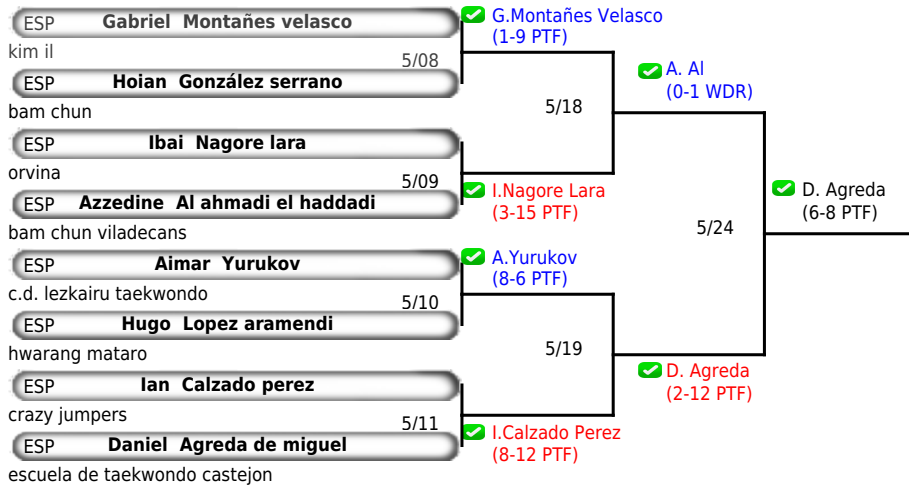 ESP Gabriel Montañes velasco
kim il
5/08
ESP Hoian González serrano
bam chun
ESP Ibai Nagore lara
orvina
5/09
ESP Azzedine Al ahmadi el haddadi
bam chun viladecans
ESP Aimar Yurukov
c.d. lezkairu taekwondo
5/10
ESP Hugo Lopez aramendi
hwarang mataro
ESP Ian Calzado perez
crazy jumpers
5/11
ESP Daniel Agreda de miguel
escuela de taekwondo castejon
G.Montañes Velasco
(1-9 PTF)
5/18
I.Nagore Lara
(3-15 PTF)
A.Yurukov
(8-6 PTF)
5/19
I.Calzado Perez
(8-12 PTF)
A. Al
(0-1 WDR)
5/24
D. Agreda
(2-12 PTF)
D. Agreda
(6-8 PTF)